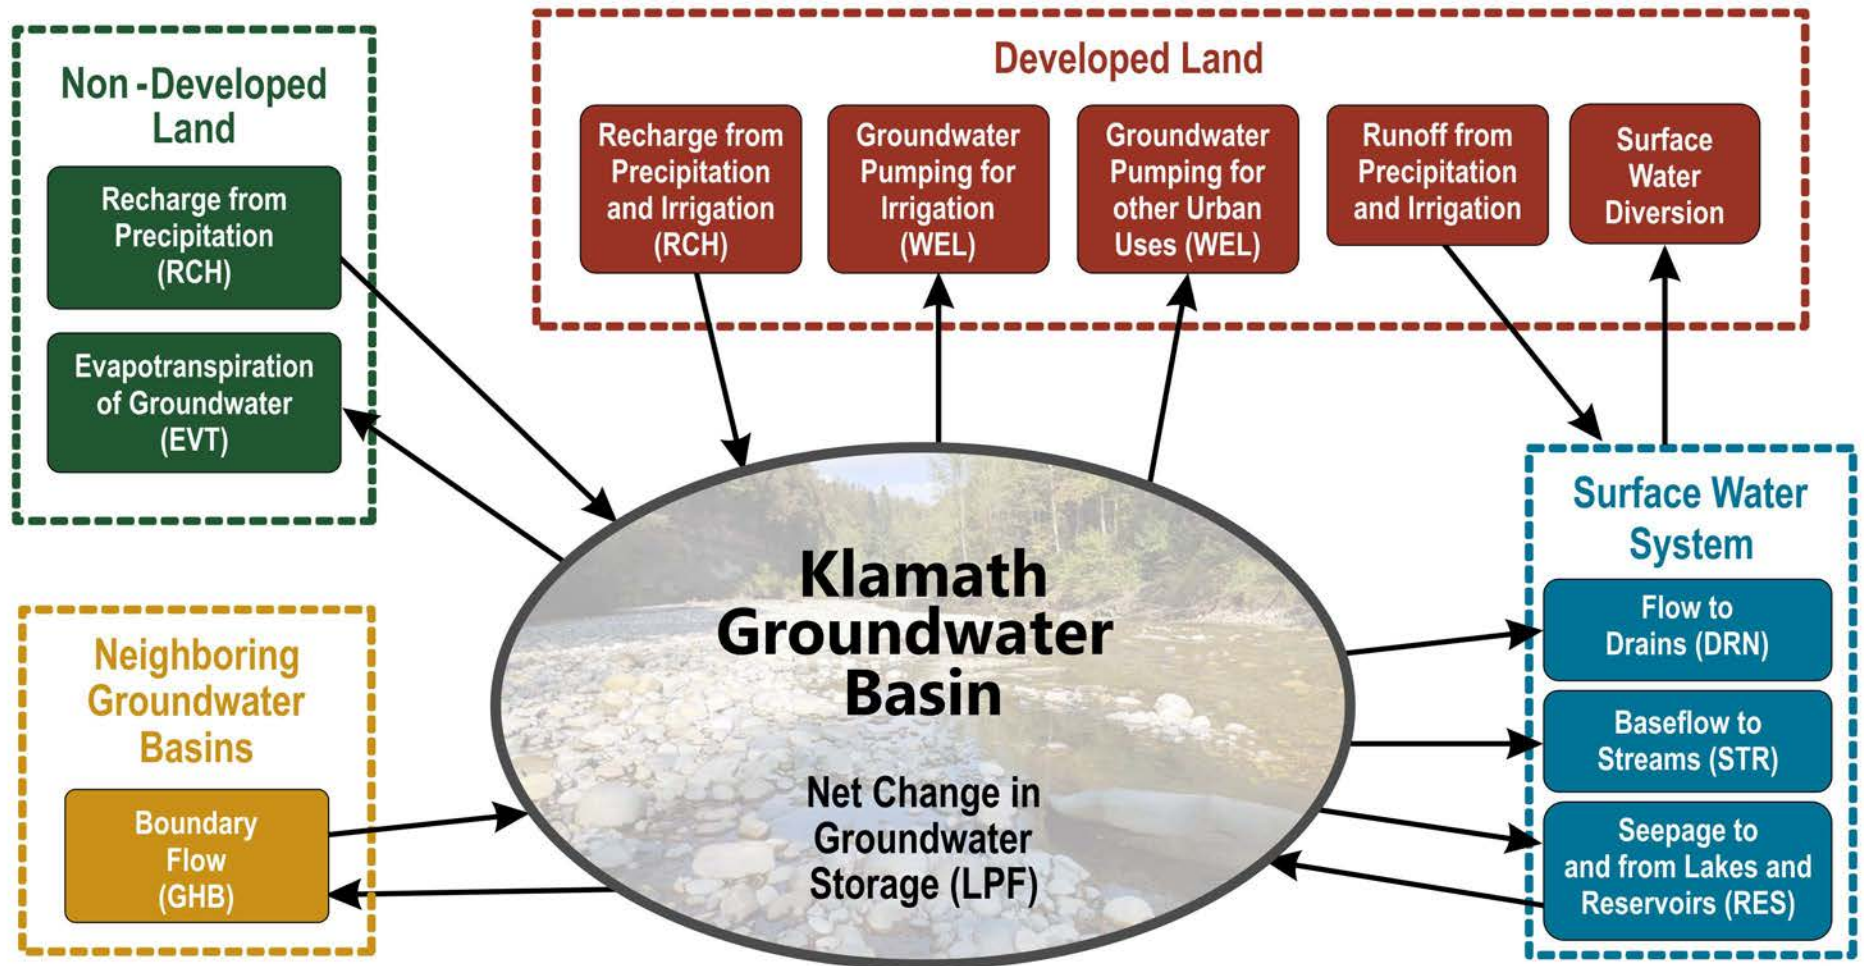 Non-Developed
Land
Recharge from
Precipitation
(RCH)
Evapotranspiration
of Groundwater
(EVT)
Neighboring
Groundwater
Basins
Boundary
Flow
(GHB)
Developed Land
Recharge from
Precipitation
and Irrigation
(RCH)
Groundwater
Pumping for
Irrigation
(WEL)
Groundwater
Pumping for
other Urban
Uses (WEL)
Runoff from
Precipitation
and Irrigation
Surface
Water
Diversion
Klamath
Groundwater
Basin
Net Change in
Groundwater
Storage (LPF)
Surface Water
System
Flow to
Drains (DRN)
Baseflow to
Streams (STR)
Seepage to
and from Lakes and
Reservoirs (RES)